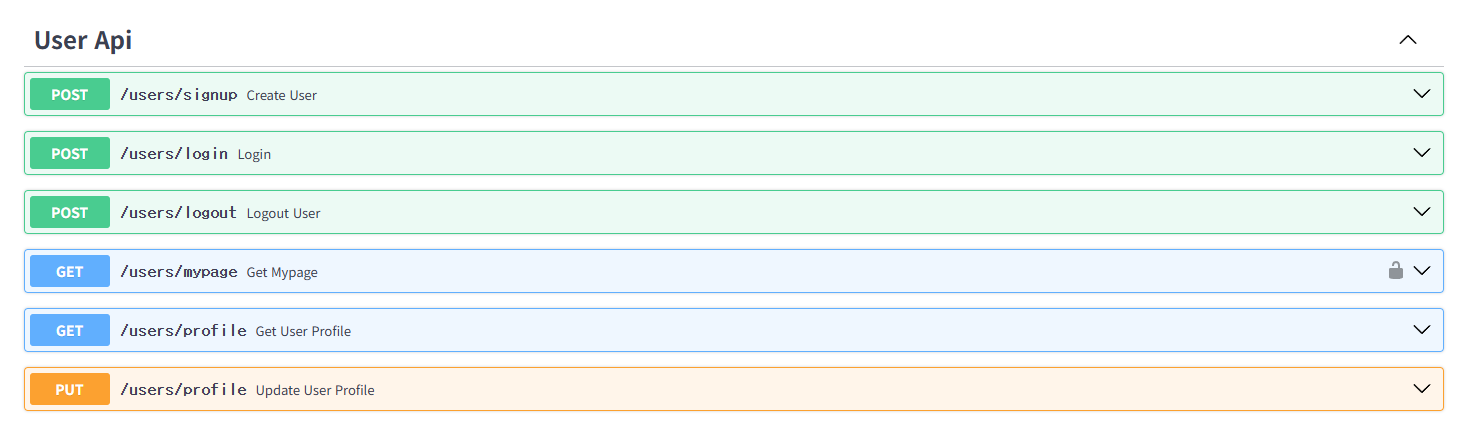 User Api
POST /users/signup Create User
POST /users/login Login
POST /users/logout Logout User
GET /users/mypage Get Mypage
GET /users/profile Get User Profile
PUT /users/profile Update User Profile